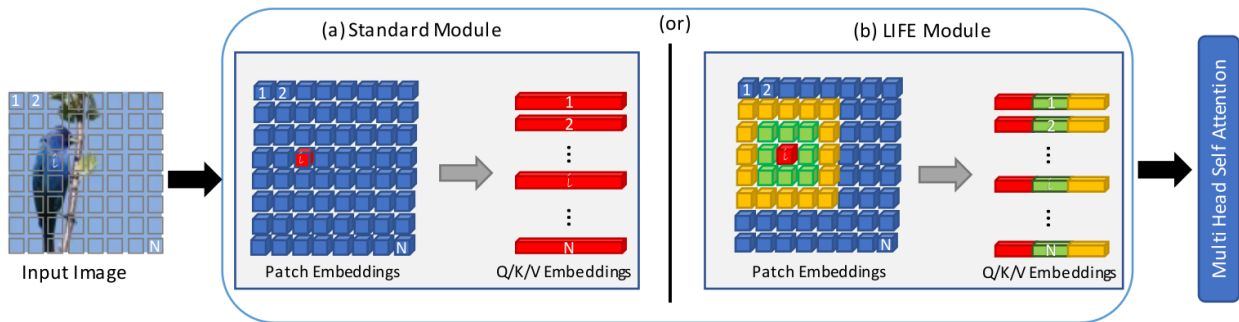 (a) Standard Module
(or)
(b) LIFE Module
1 2
i
N
Input Image
1 2
i
N
Patch Embeddings
1
2
i
N
Q/K/V Embeddings
1 2
i
N
Patch Embeddings
1
2
i
N
Q/K/V Embeddings
Multi Head Self Attention